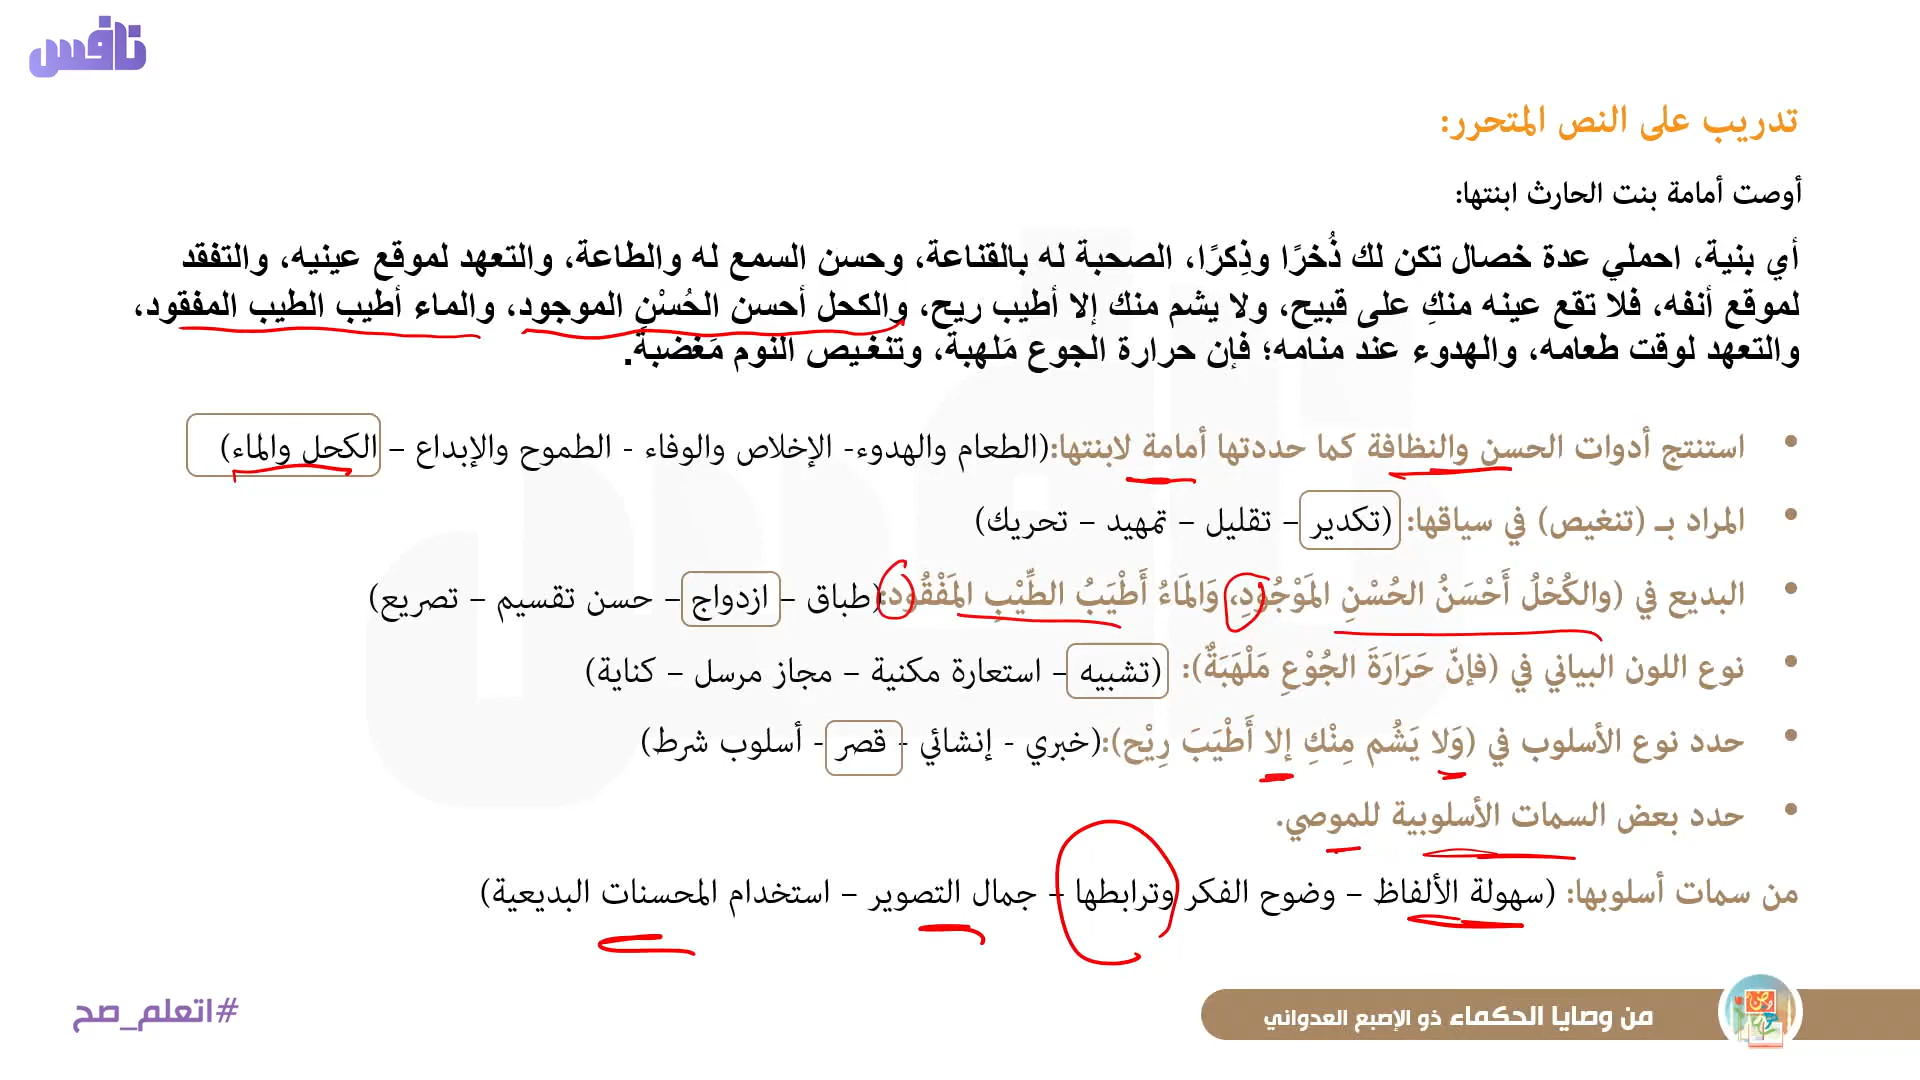 نافس
تدريب على النص المتحرر:
أوصت أمامة بنت الحارث ابنتها:
أي بنية، احملي عدة خصال تكن لك ذُخرًا وذِكرًا، الصحبة له بالقناعة، وحسن السمع له والطاعة، والتعهد لموقع عينيه، والتفقد
لموقع أنفه، فلا تقع عينه منكِ على قبيح، ولا يشم منك إلا أطيب ريح، والكحل أحسن الحُسْنِ الموجود، والماء أطيب الطيب المفقود،
والتعهد لوقت طعامه، والهدوء عند منامه؛ فإن حرارة الجوع مَلهبة، وتنغيص النوم مَغضبة.
• استنتج أدوات الحسن والنظافة كما حددتها أمامة لابنتها:(الطعام والهدوء- الإخلاص والوفاء - الطموح والإبداع – الكحل والماء)
• المراد بـ (تنغيص) في سياقها: (تكدير – تقليل – تمهيد – تحريك)
• البديع في (والكُحْلُ أَحْسَنُ الحُسْنِ المَوْجُوْدِ، وَالمَاءُ أَطْيَبُ الطِّيْبِ المَفْقُود:(طباق – ازدواج – حسن تقسيم – تصريع)
• نوع اللون البياني في (فإنّ حَرَارَةَ الجُوْعِ مَلْهَبَةٌ): (تشبيه – استعارة مكنية – مجاز مرسل – كناية)
• حدد نوع الأسلوب في (وَلا يَشُم مِنْكِ إلا أَطْيَبَ رِيْح):(خبري - إنشائي - قصر - أسلوب شرط)
• حدد بعض السمات الأسلوبية للموصي.
من سمات أسلوبها: (سهولة الألفاظ – وضوح الفكر وترابطها – جمال التصوير – استخدام المحسنات البديعية)
من وصايا الحكماء ذو الإصبع العدواني
#اتعلم_صح